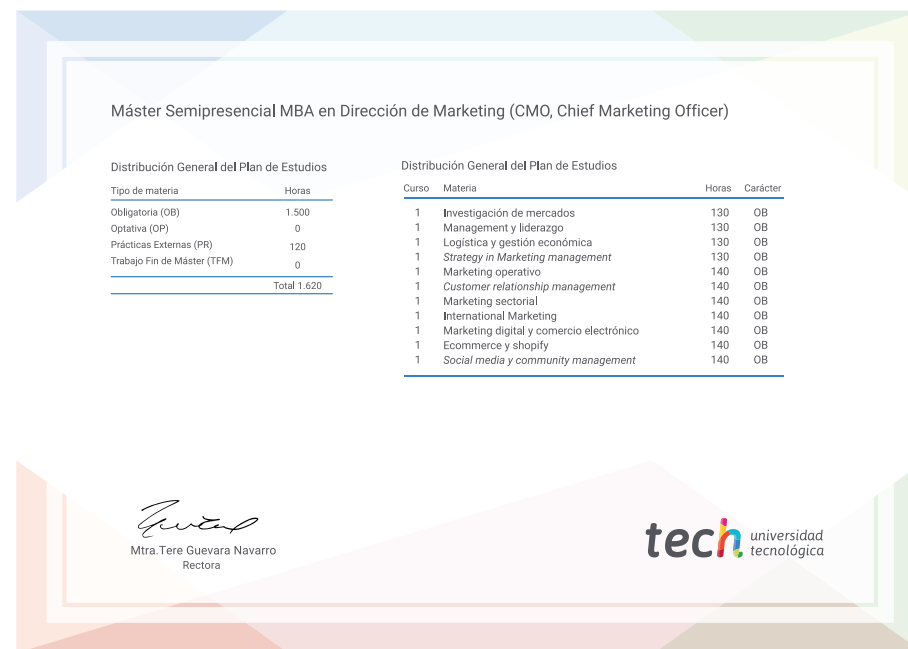 Máster Semipresencial MBA en Dirección de Marketing (CMO, Chief Marketing Officer)
Distribución General del Plan de Estudios
Tipo de materia Horas
Obligatoria (OB) 1.500
Optativa (OP) 0
Prácticas Externas (PR) 120
Trabajo Fin de Máster (TFM) 0
Total 1.620
Distribución General del Plan de Estudios
Curso Materia Horas Carácter
1 Investigación de mercados 130 OB
1 Management y liderazgo 130 OB
1 Logística y gestión económica 130 OB
1 Strategy in Marketing management 130 OB
1 Marketing operativo 140 OB
1 Customer relationship management 140 OB
1 Marketing sectorial 140 OB
1 International Marketing 140 OB
1 Marketing digital y comercio electrónico 140 OB
1 Ecommerce y shopify 140 OB
1 Social media y community management 140 OB
Mtra.Tere Guevara Navarro
Rectora
tech universidad
tecnológica